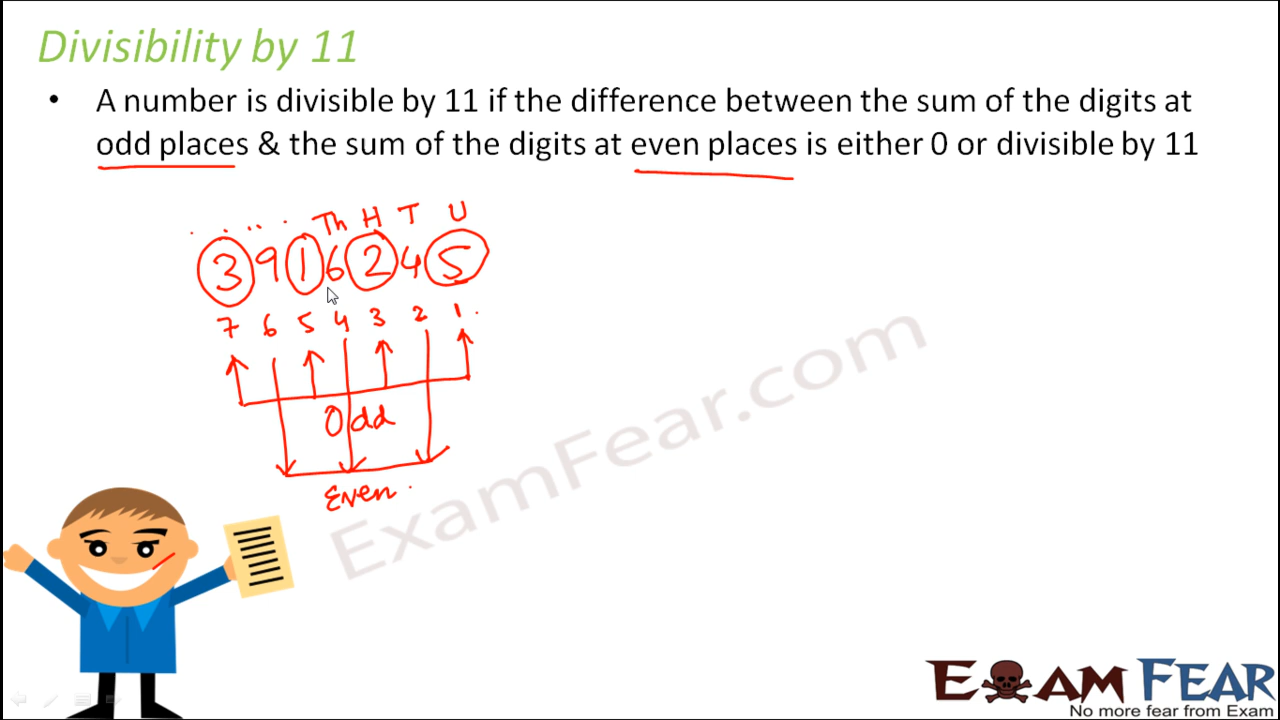 Divisibility by 11
• A number is divisible by 11 if the difference between the sum of the digits at
odd places & the sum of the digits at even places is either 0 or divisible by 11
Th H T U
3 9 1 6 2 4 5
7 6 5 4 3 2 1
Odd
Even
ExamFear.com
EXAM FEAR
No more fear from Exam